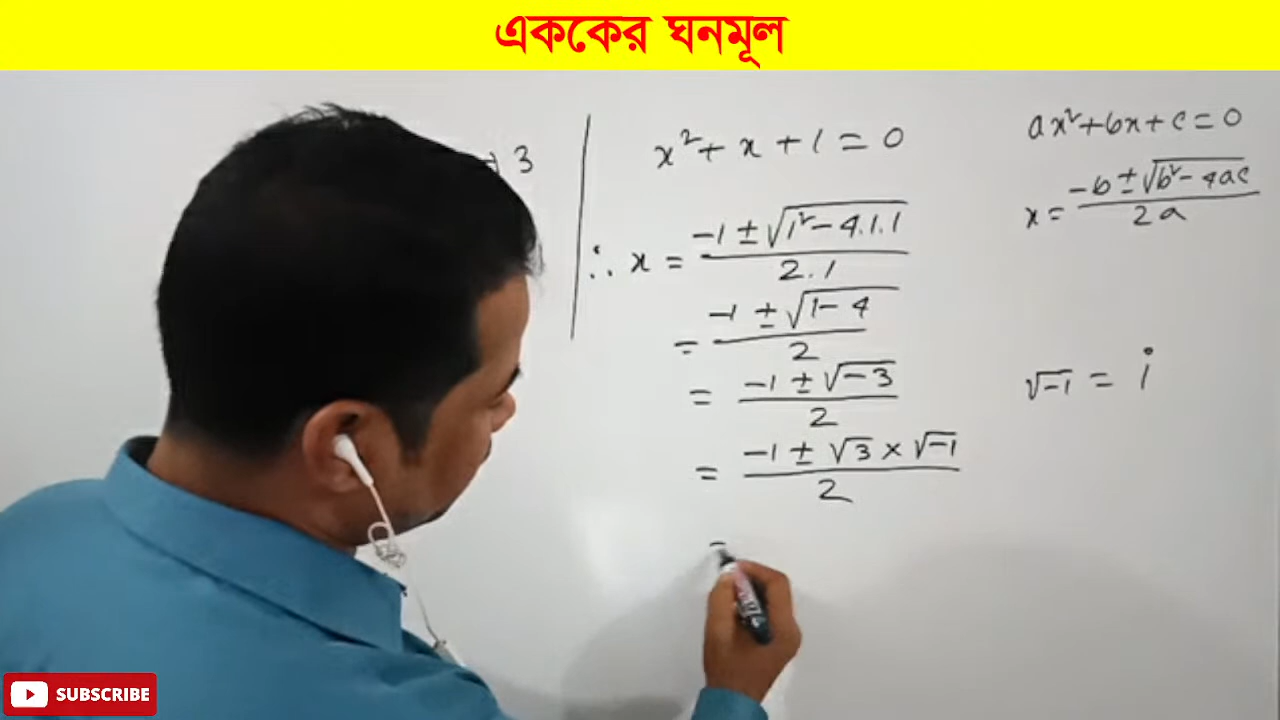 এককের ঘনমূল
3
x² + x + 1 = 0
∴ x = (-1 ± √(1² - 4.1.1)) / 2.1
= (-1 ± √(1 - 4)) / 2
= (-1 ± √-3) / 2
= (-1 ± √3 × √-1) / 2
=
ax² + bx + c = 0
x = (-b ± √(b² - 4ac)) / 2a
√-1 = i
SUBSCRIBE